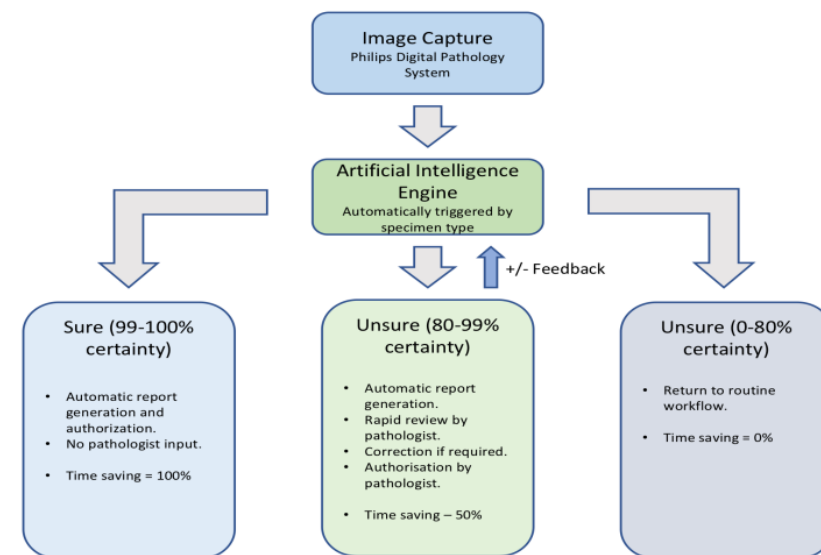 Image Capture
Philips Digital Pathology
System
Artificial Intelligence
Engine
Automatically triggered by
specimen type
+/- Feedback
Sure (99-100%
certainty)
• Automatic report
generation and
authorization.
• No pathologist input.
• Time saving = 100%
Unsure (80-99%
certainty)
• Automatic report
generation.
• Rapid review by
pathologist.
• Correction if required.
• Authorisation by
pathologist.
• Time saving – 50%
Unsure (0-80%
certainty)
• Return to routine
workflow.
• Time saving = 0%